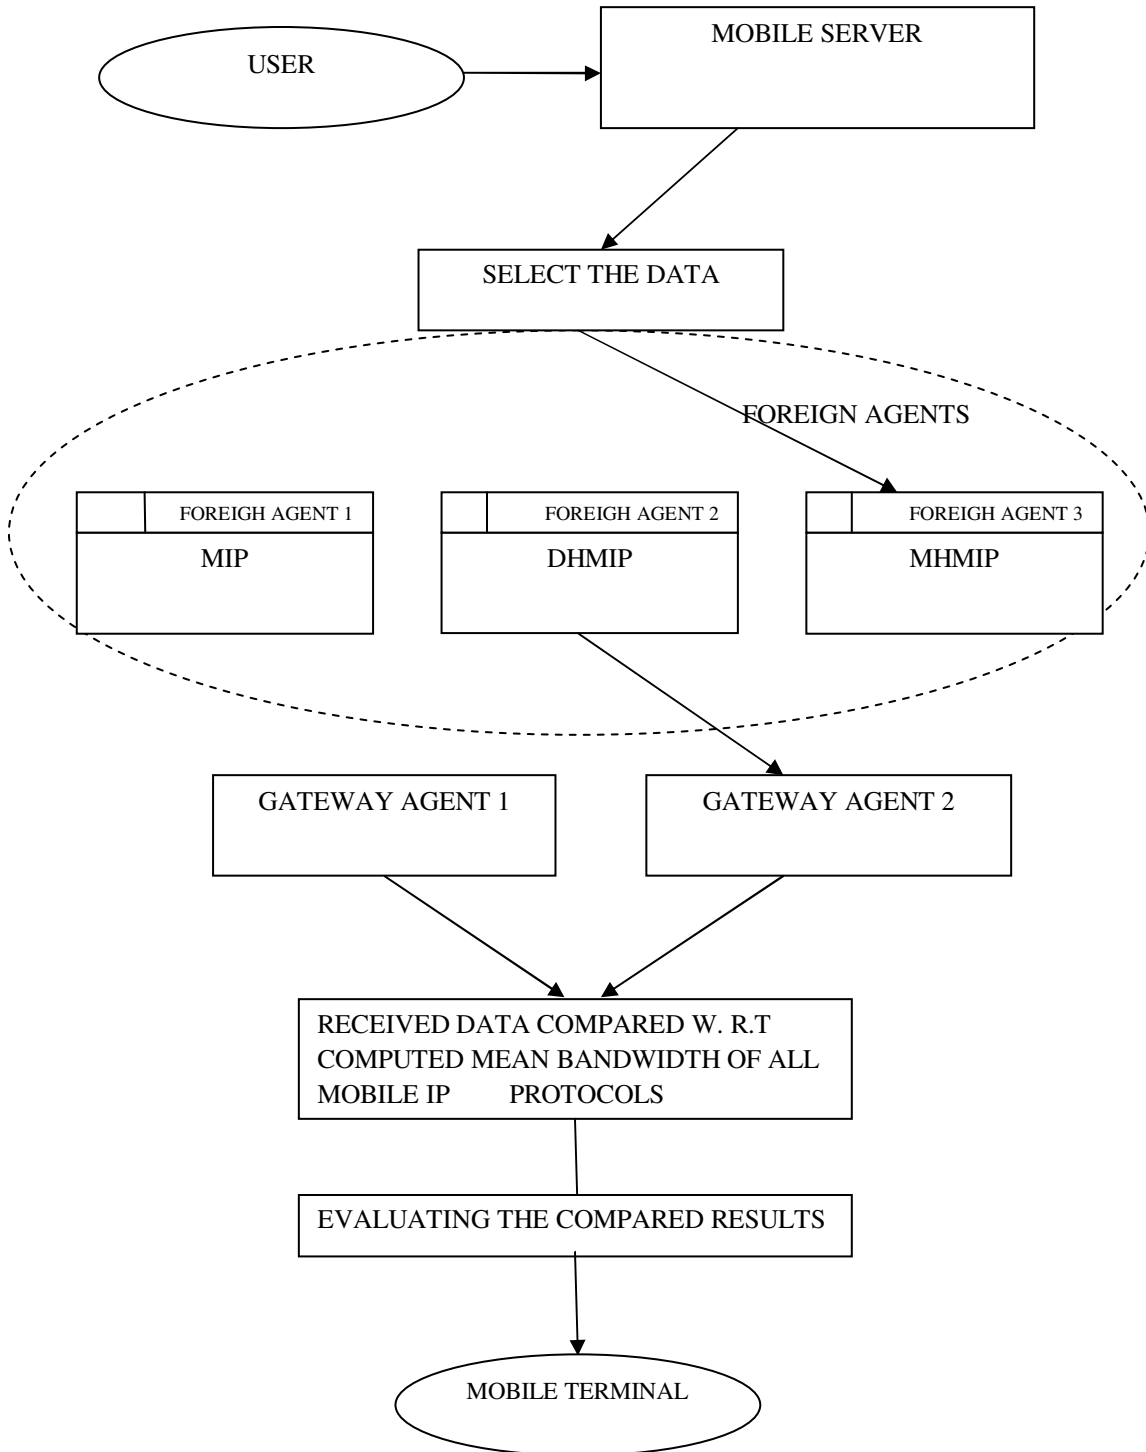 USER
MOBILE SERVER
SELECT THE DATA
FOREIGN AGENTS
FOREIGH AGENT 1
MIP
FOREIGH AGENT 2
DHMIP
FOREIGH AGENT 3
MHMIP
GATEWAY AGENT 1
GATEWAY AGENT 2
RECEIVED DATA COMPARED W. R.T
COMPUTED MEAN BANDWIDTH OF ALL
MOBILE IP PROTOCOLS
EVALUATING THE COMPARED RESULTS
MOBILE TERMINAL